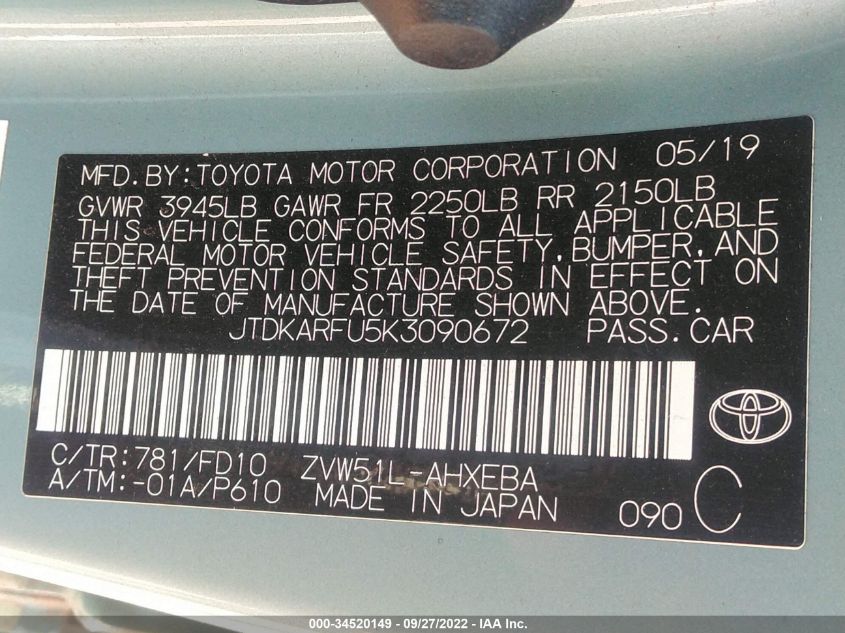 MFD.BY:TOYOTA MOTOR CORPORATION 05/19
GVWR 3945LB GAWR FR 2250LB RR 2150LB
THIS VEHICLE CONFORMS TO ALL APPLICABLE
FEDERAL MOTOR VEHICLE SAFETY,BUMPER,AND
THEFT PREVENTION STANDARDS IN EFFECT ON
THE DATE OF MANUFACTURE SHOWN ABOVE.
JTDKARFU5K3090672 PASS.CAR
C/TR:781/FD10 ZVW51L-AHXEBA
A/TM:-01A/P610 MADE IN JAPAN 090 C
000-34520149 - 09/27/2022 - IAA Inc.